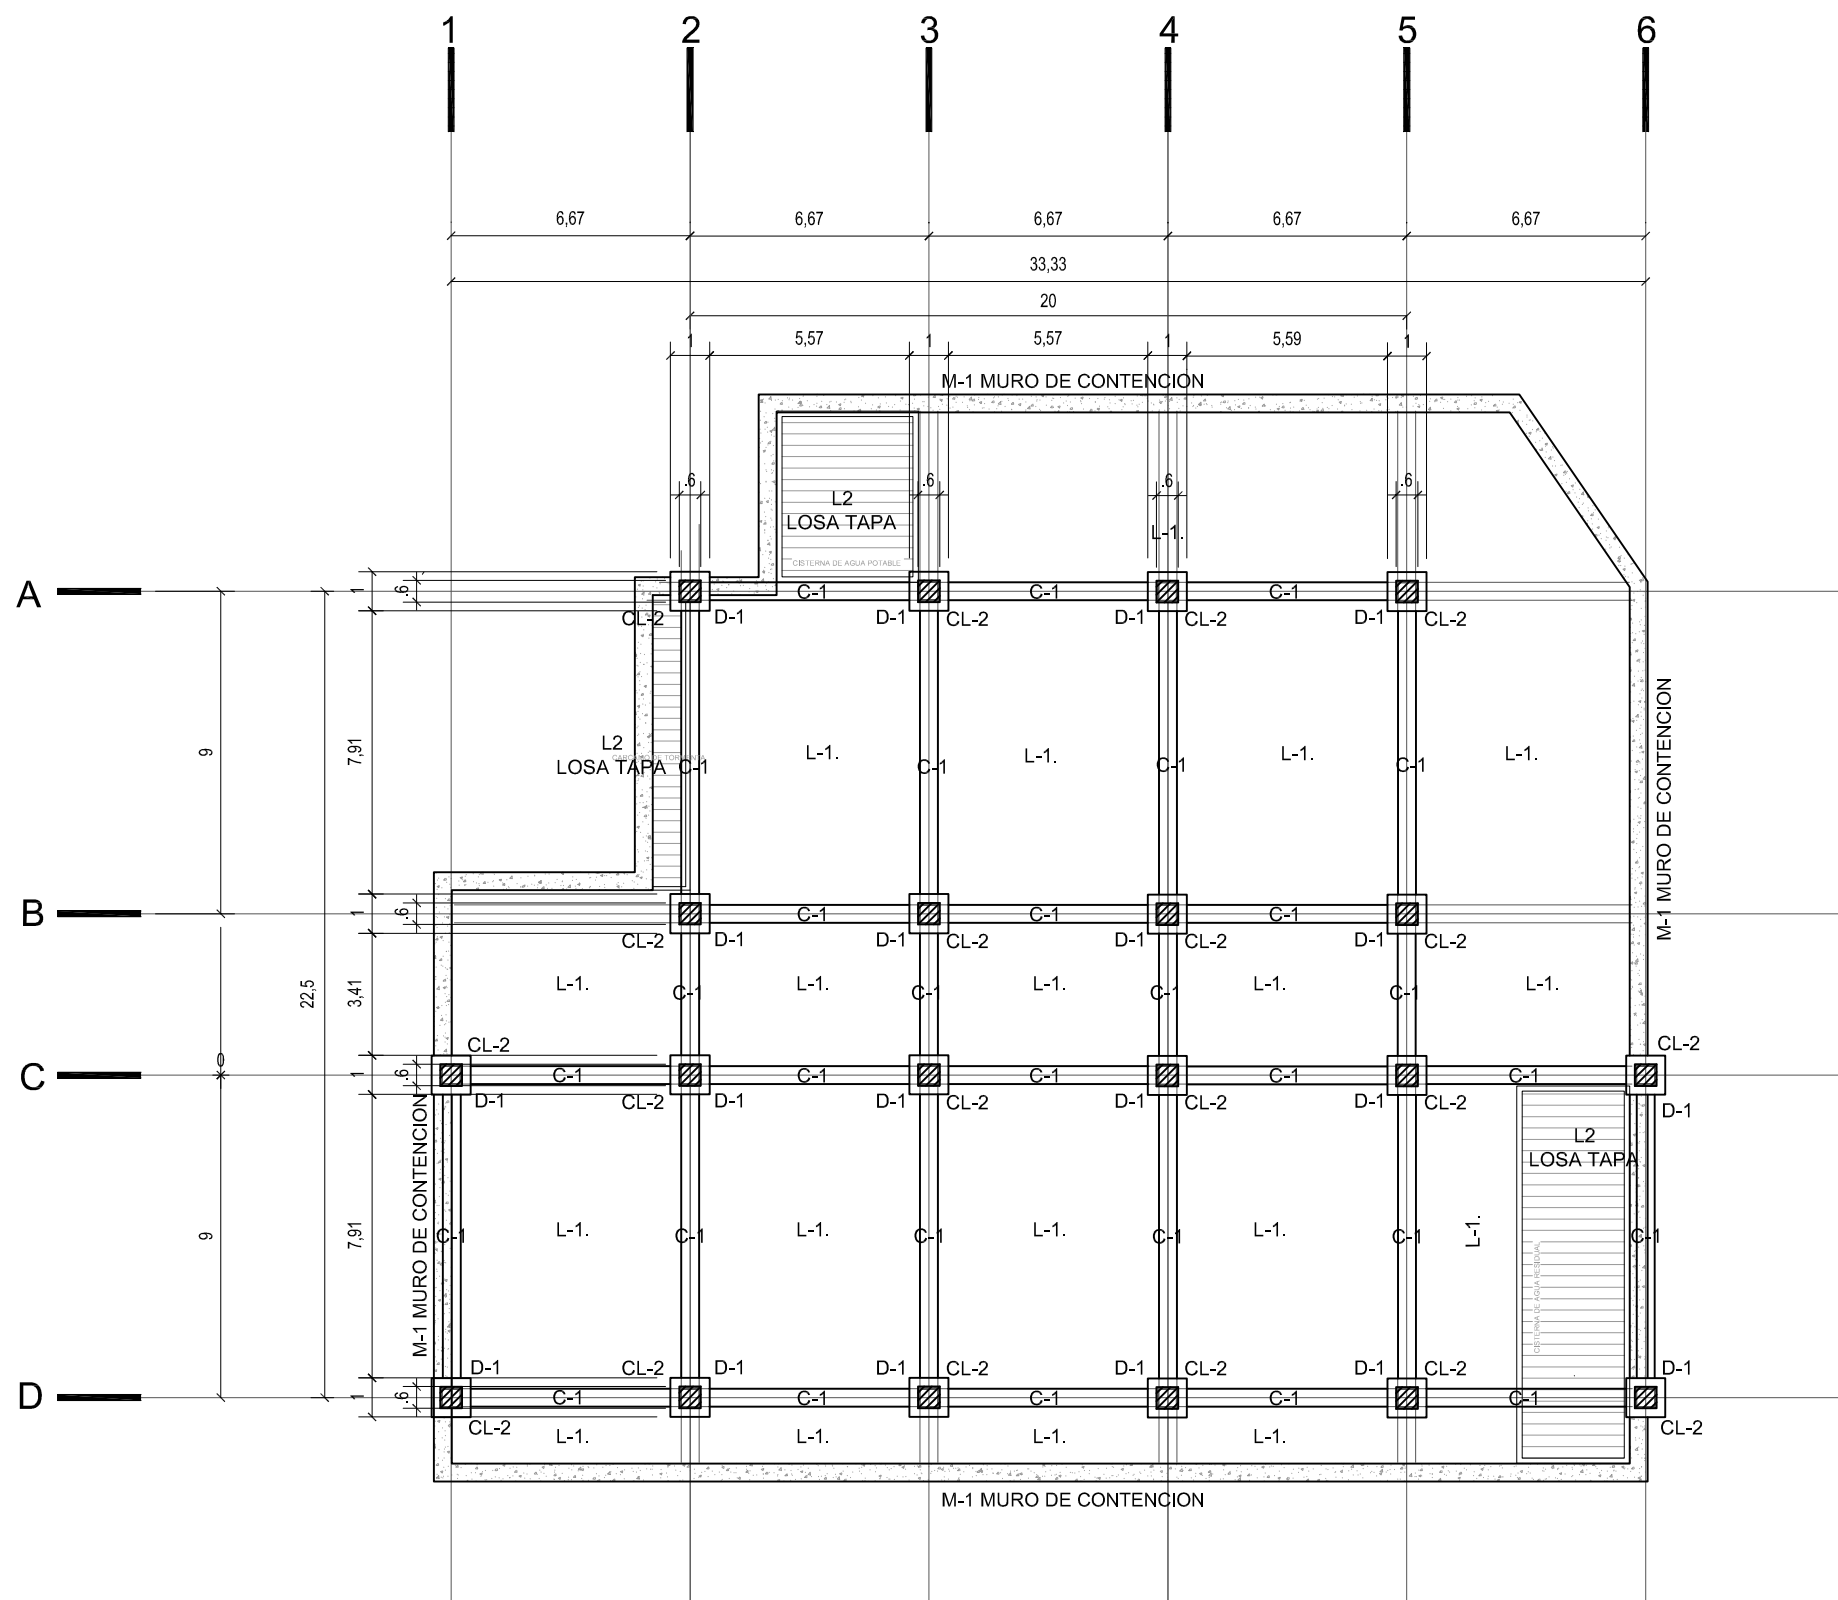 1 2 3 4 5 6
6,67 6,67 6,67 6,67 6,67
33,33
20
1 5,57 1 5,57 1 5,59 1
M-1 MURO DE CONTENCION
.6 .6 .6 .6
L2
LOSA TAPA
L-1.
CISTERNA DE AGUA POTABLE
A
.6 1
C-1 C-1 C-1
CL-2 D-1 D-1 CL-2 D-1 CL-2 D-1 CL-2
9 7,91
L2
LOSA TAPA
C-1 L-1. C-1 L-1. C-1 L-1. C-1 L-1.
M-1 MURO DE CONTENCION
B
1 .6
C-1 C-1 C-1
CL-2 D-1 D-1 CL-2 D-1 CL-2 D-1 CL-2
22,5 3,41
L-1. C-1 L-1. C-1 L-1. C-1 L-1. C-1 L-1.
0
CL-2 CL-2
C
1 .6
C-1 C-1 C-1 C-1 C-1
D-1 CL-2 D-1 D-1 CL-2 D-1 CL-2 D-1 CL-2 D-1
M-1 MURO DE CONTENCION
L2
LOSA TAPA
9 7,91
C-1 L-1. C-1 L-1. C-1 L-1. C-1 L-1. C-1 L-1. C-1
CISTERNA DE AGUA RESIDUAL
D-1 CL-2 D-1 D-1 CL-2 D-1 CL-2 D-1 CL-2 D-1
D
1 .6
C-1 C-1 C-1 C-1 C-1
CL-2 CL-2
L-1. L-1. L-1. L-1.
M-1 MURO DE CONTENCION